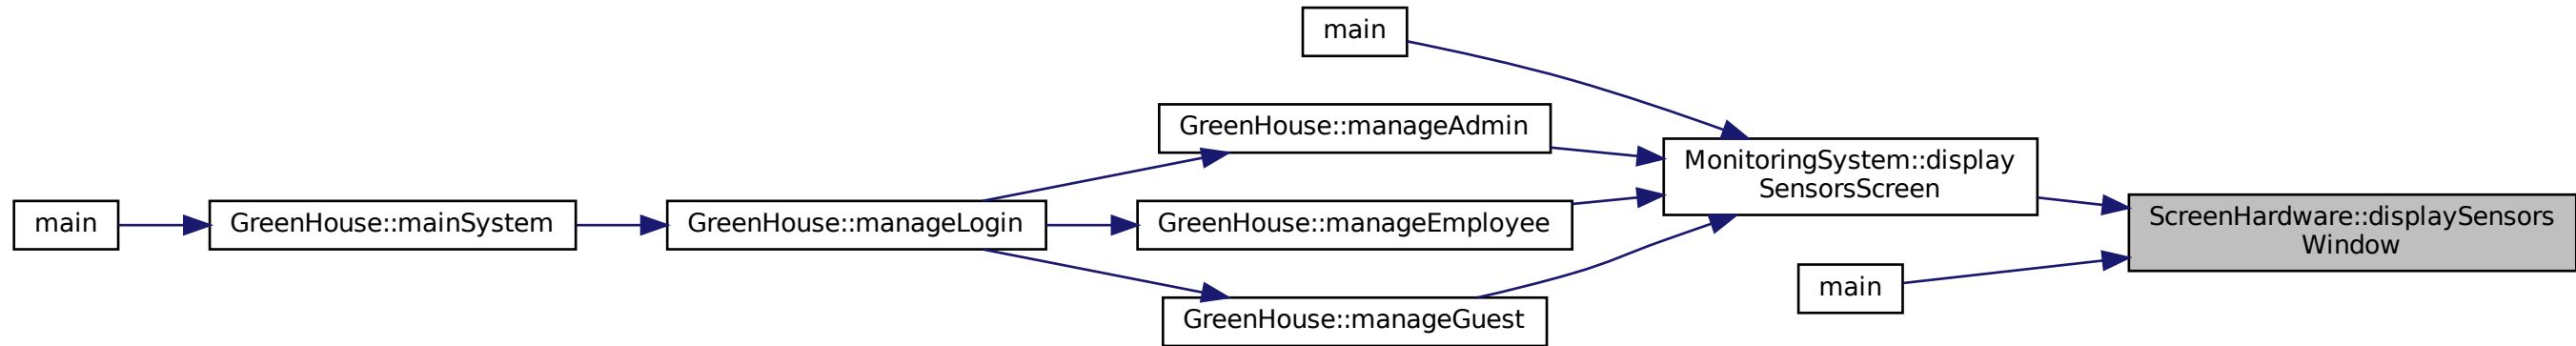 main
GreenHouse::manageAdmin
MonitoringSystem::display
SensorsScreen
main
GreenHouse::mainSystem
GreenHouse::manageLogin
GreenHouse::manageEmployee
ScreenHardware::displaySensors
Window
main
GreenHouse::manageGuest